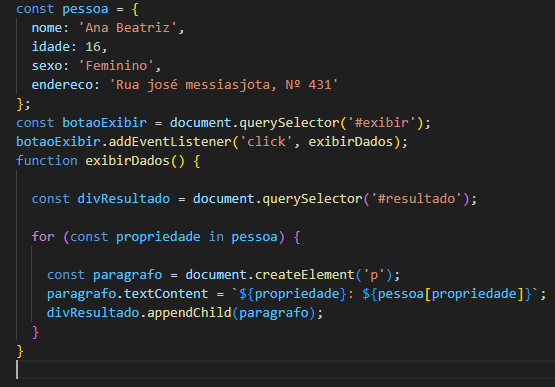 const pessoa = {
  nome: 'Ana Beatriz',
  idade: 16,
  sexo: 'Feminino',
  endereco: 'Rua josé messiasjota, Nº 431'
};
const botaoExibir = document.querySelector('#exibir');
botaoExibir.addEventListener('click', exibirDados);
function exibirDados() {
  const divResultado = document.querySelector('#resultado');
  for (const propriedade in pessoa) {
    const paragrafo = document.createElement('p');
    paragrafo.textContent = `${propriedade}: ${pessoa[propriedade]}`;
    divResultado.appendChild(paragrafo);
  }
}